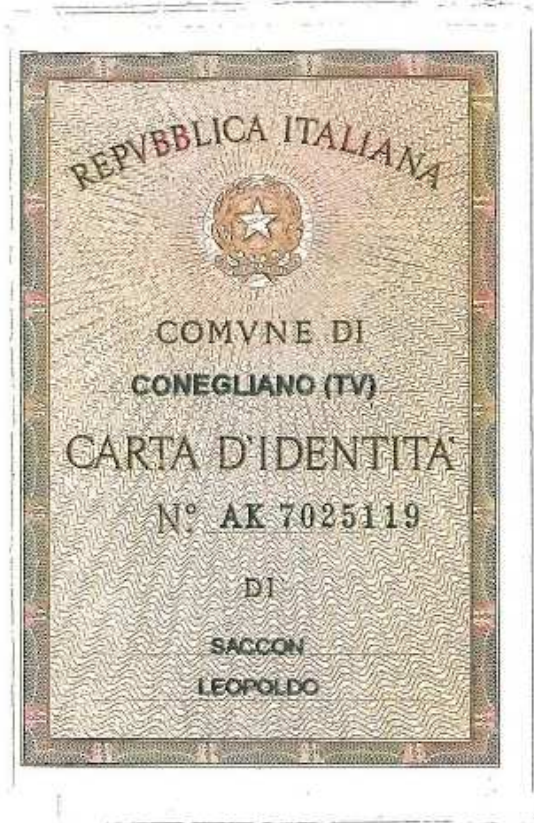 REPVBBLICA ITALIANA
COMVNE DI
CONEGLIANO (TV)
CARTA D'IDENTITA'
N° AK 7025119
DI
SACCON
LEOPOLDO